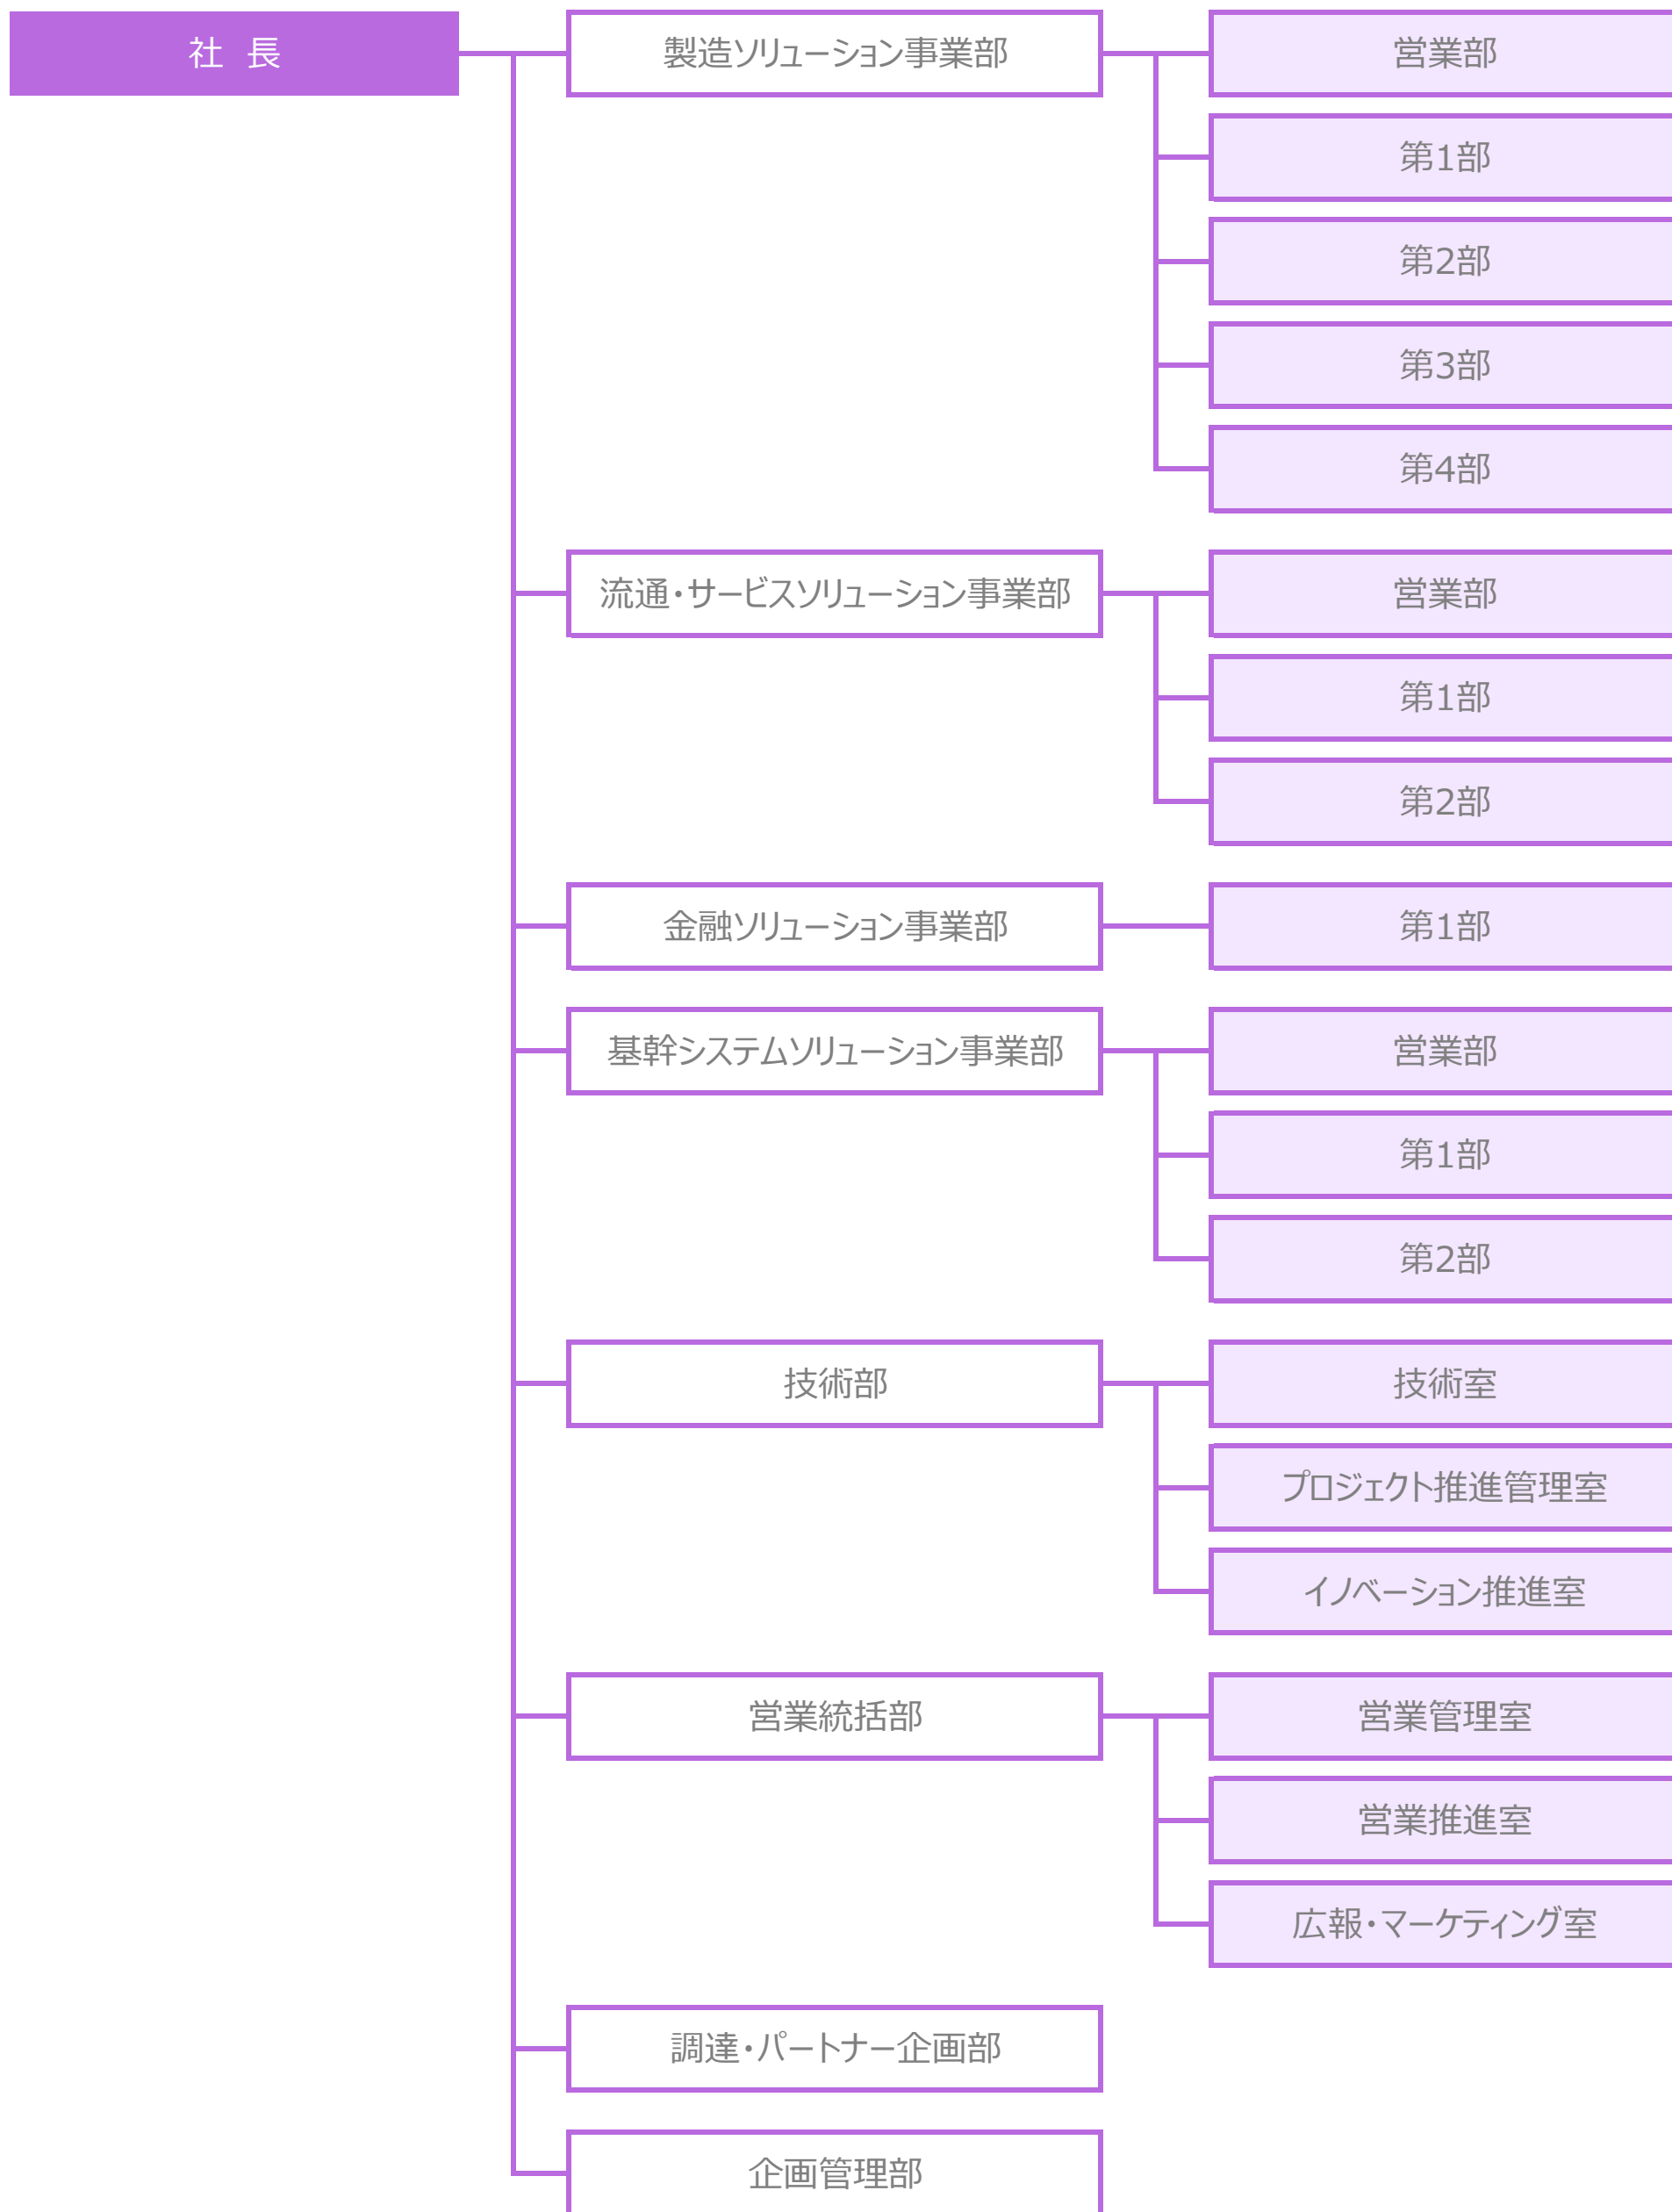 社 長
製造ソリューション事業部
営業部
第1部
第2部
第3部
第4部
流通・サービスソリューション事業部
営業部
第1部
第2部
金融ソリューション事業部
第1部
基幹システムソリューション事業部
営業部
第1部
第2部
技術部
技術室
プロジェクト推進管理室
イノベーション推進室
営業統括部
営業管理室
営業推進室
広報・マーケティング室
調達・パートナー企画部
企画管理部